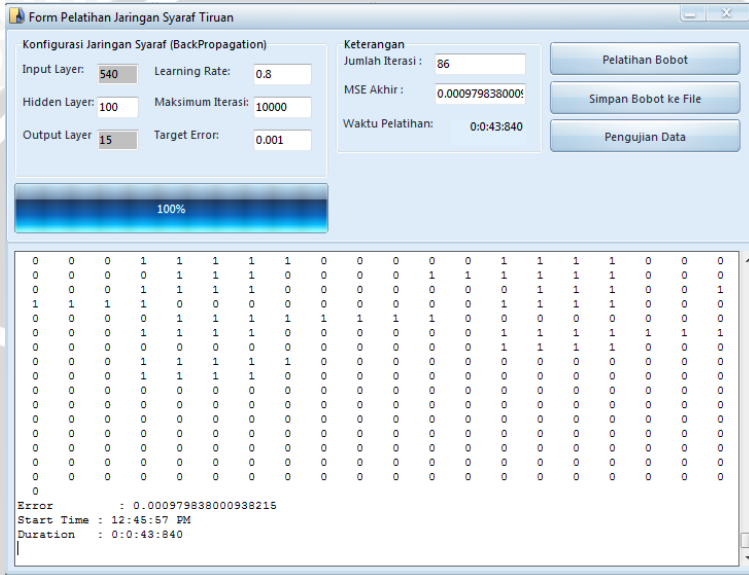 Form Pelatihan Jaringan Syaraf Tiruan
Konfigurasi Jaringan Syaraf (BackPropagation)
Input Layer: 540 Learning Rate: 0.8
Hidden Layer: 100 Maksimum Iterasi: 10000
Output Layer 15 Target Error: 0.001
Keterangan
Jumlah Iterasi : 86
MSE Akhir : 0.000979838000
Waktu Pelatihan: 0:0:43:840
Pelatihan Bobot
Simpan Bobot ke File
Pengujian Data
100%
0 0 0 1 1 1 1 1 0 0 0 0 0 1 1 1 1 0 0 0
0 0 0 0 1 1 1 0 0 0 0 1 1 1 1 1 1 0 0 0
0 0 0 1 1 1 1 0 0 0 0 0 0 0 1 1 1 0 0 1
1 1 1 1 0 0 0 0 0 0 0 0 0 1 1 1 1 0 0 0
0 0 0 0 1 1 1 1 1 1 1 1 0 0 0 0 0 0 0 0
0 0 0 1 1 1 1 0 0 0 0 0 0 1 1 1 1 1 1 1
0 0 0 0 0 0 0 0 0 0 0 0 0 1 1 1 1 0 0 0
0 0 0 1 1 1 1 1 0 0 0 0 0 0 0 0 0 0 0 0
0 0 0 1 1 1 1 0 0 0 0 0 0 0 0 0 0 0 0 0
0 0 0 0 0 0 0 0 0 0 0 0 0 0 0 0 0 0 0 0
0 0 0 0 0 0 0 0 0 0 0 0 0 0 0 0 0 0 0 0
0 0 0 0 0 0 0 0 0 0 0 0 0 0 0 0 0 0 0 0
0 0 0 0 0 0 0 0 0 0 0 0 0 0 0 0 0 0 0 0
0 0 0 0 0 0 0 0 0 0 0 0 0 0 0 0 0 0 0 0
0 0 0 0 0 0 0 0 0 0 0 0 0 0 0 0 0 0 0 0
0 0 0 0 0 0 0 0 0 0 0 0 0 0 0 0 0 0 0 0
0
Error : 0.000979838000938215
Start Time : 12:45:57 PM
Duration : 0:0:43:840